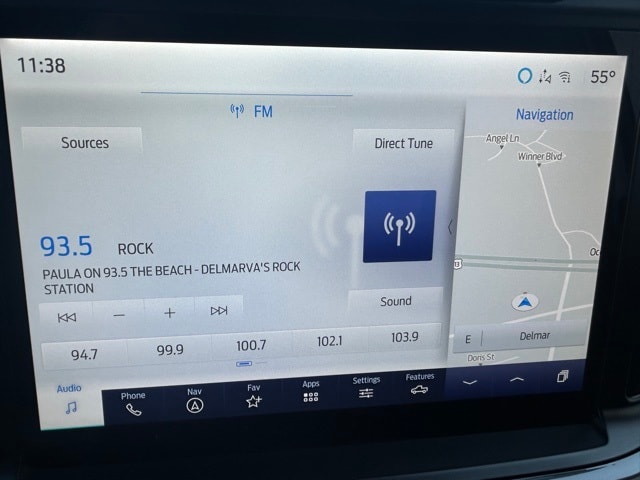 11:38
55°
FM
Navigation
Sources
Direct Tune
Angel Ln
Winner Blvd
93.5 ROCK
PAULA ON 93.5 THE BEACH - DELMARVA'S ROCK
STATION
Oc
13
Sound
94.7 99.9 100.7 102.1 103.9
E Delmar
Doris St
Audio Phone Nav Fav Apps Settings Features